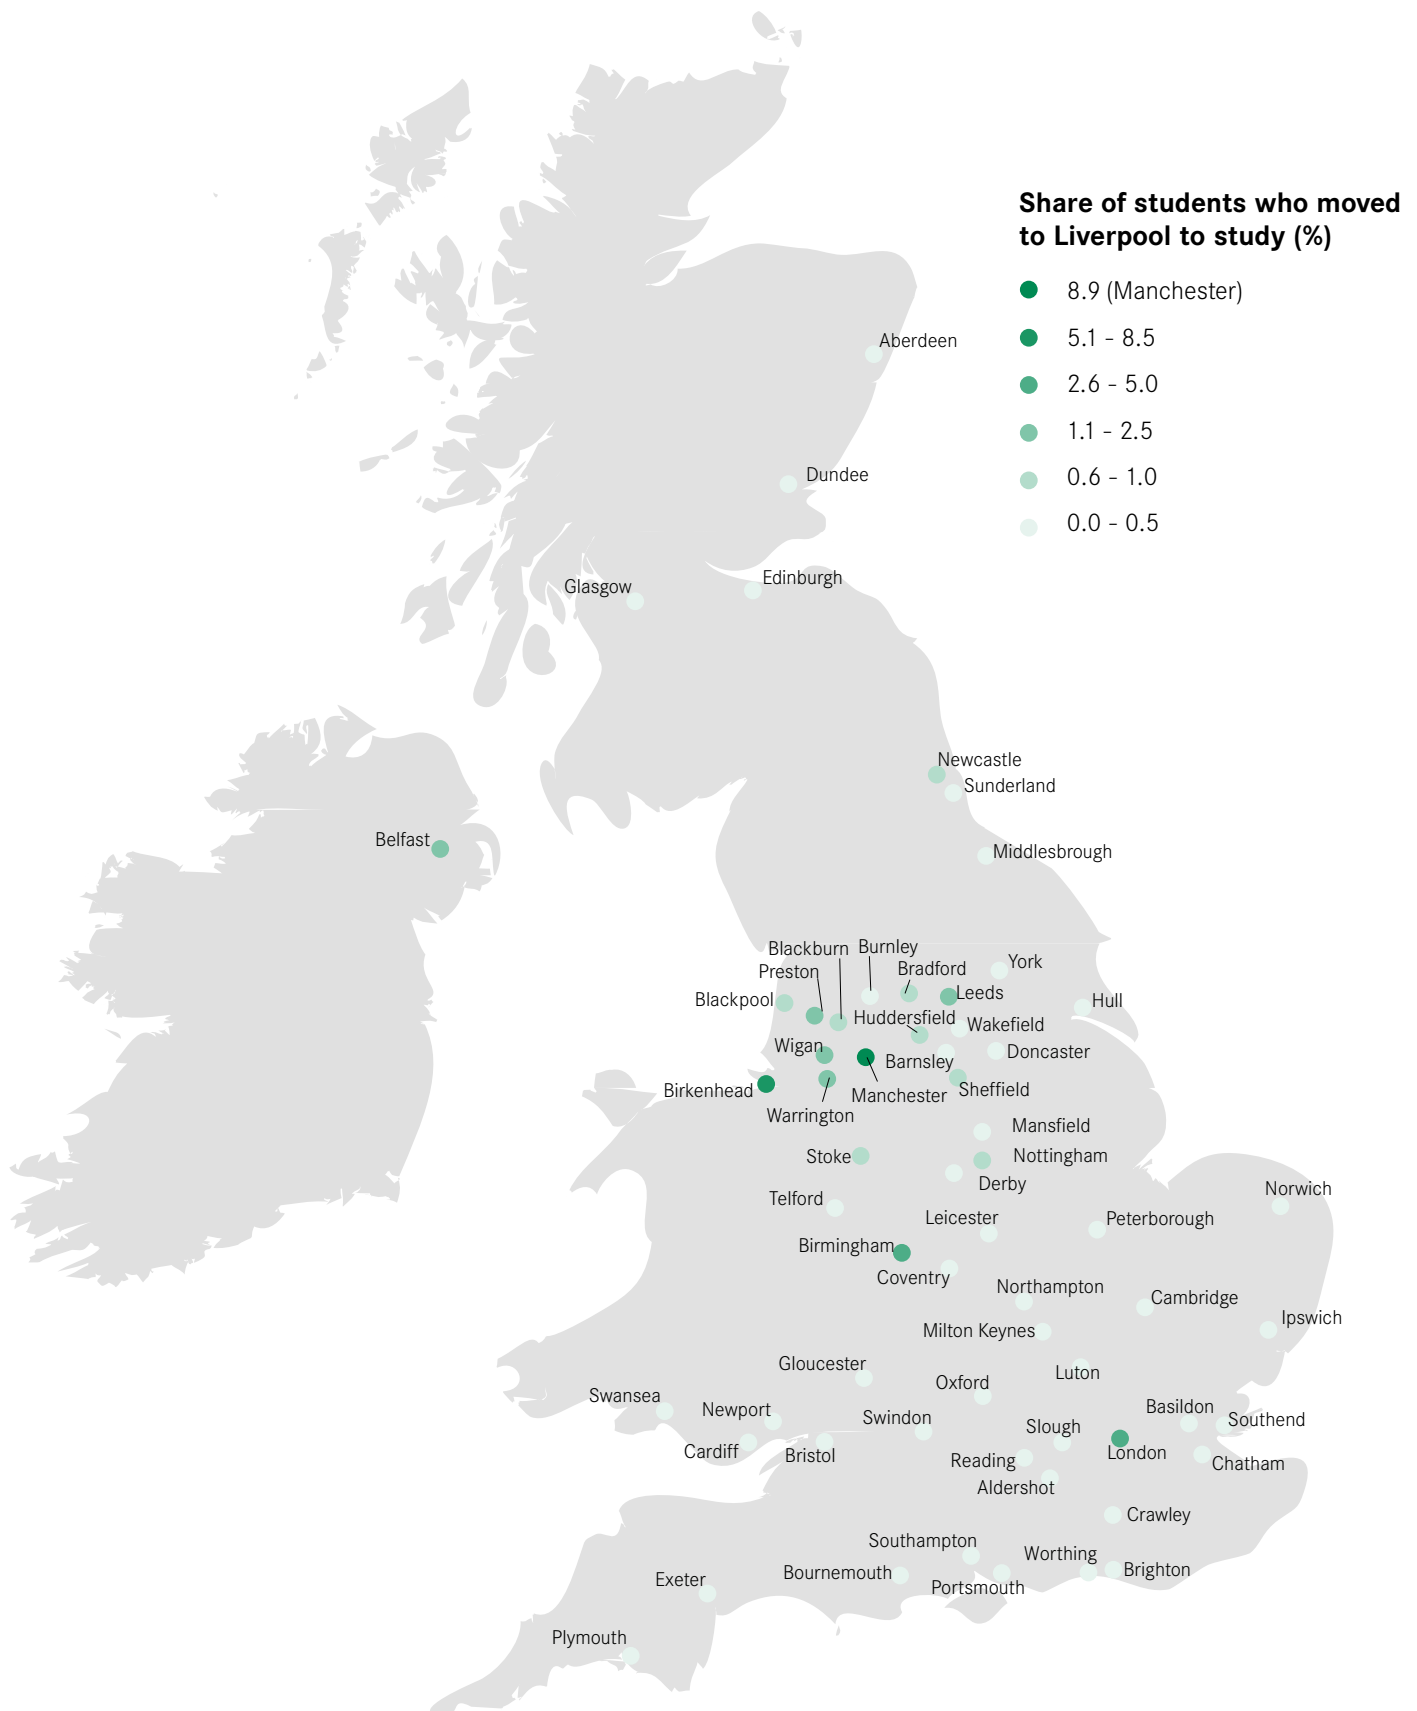 Share of students who moved
to Liverpool to study (%)
8.9 (Manchester)
5.1 - 8.5
2.6 - 5.0
1.1 - 2.5
0.6 - 1.0
0.0 - 0.5
Aberdeen
Dundee
Edinburgh
Glasgow
Newcastle
Sunderland
Belfast
Middlesbrough
Blackburn
Burnley
York
Bradford
Preston
Leeds
Blackpool
Hull
Huddersfield
Wakefield
Wigan
Doncaster
Barnsley
Birkenhead
Sheffield
Manchester
Warrington
Mansfield
Stoke
Nottingham
Derby
Norwich
Telford
Leicester
Peterborough
Birmingham
Coventry
Northampton
Cambridge
Ipswich
Milton Keynes
Gloucester
Luton
Oxford
Swansea
Basildon
Newport
Swindon
Southend
Slough
Cardiff
Bristol
London
Reading
Chatham
Aldershot
Crawley
Southampton
Worthing
Brighton
Bournemouth
Exeter
Portsmouth
Plymouth